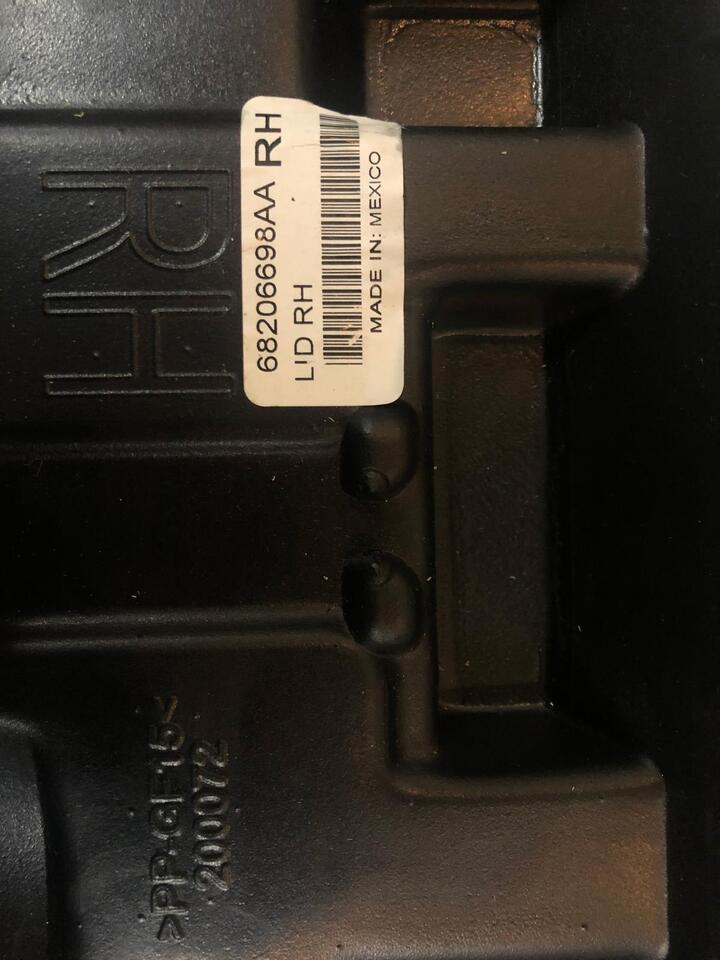 68206698AA RH
L'D RH
MADE IN: MEXICO
RH
>PP-GF15<
200072